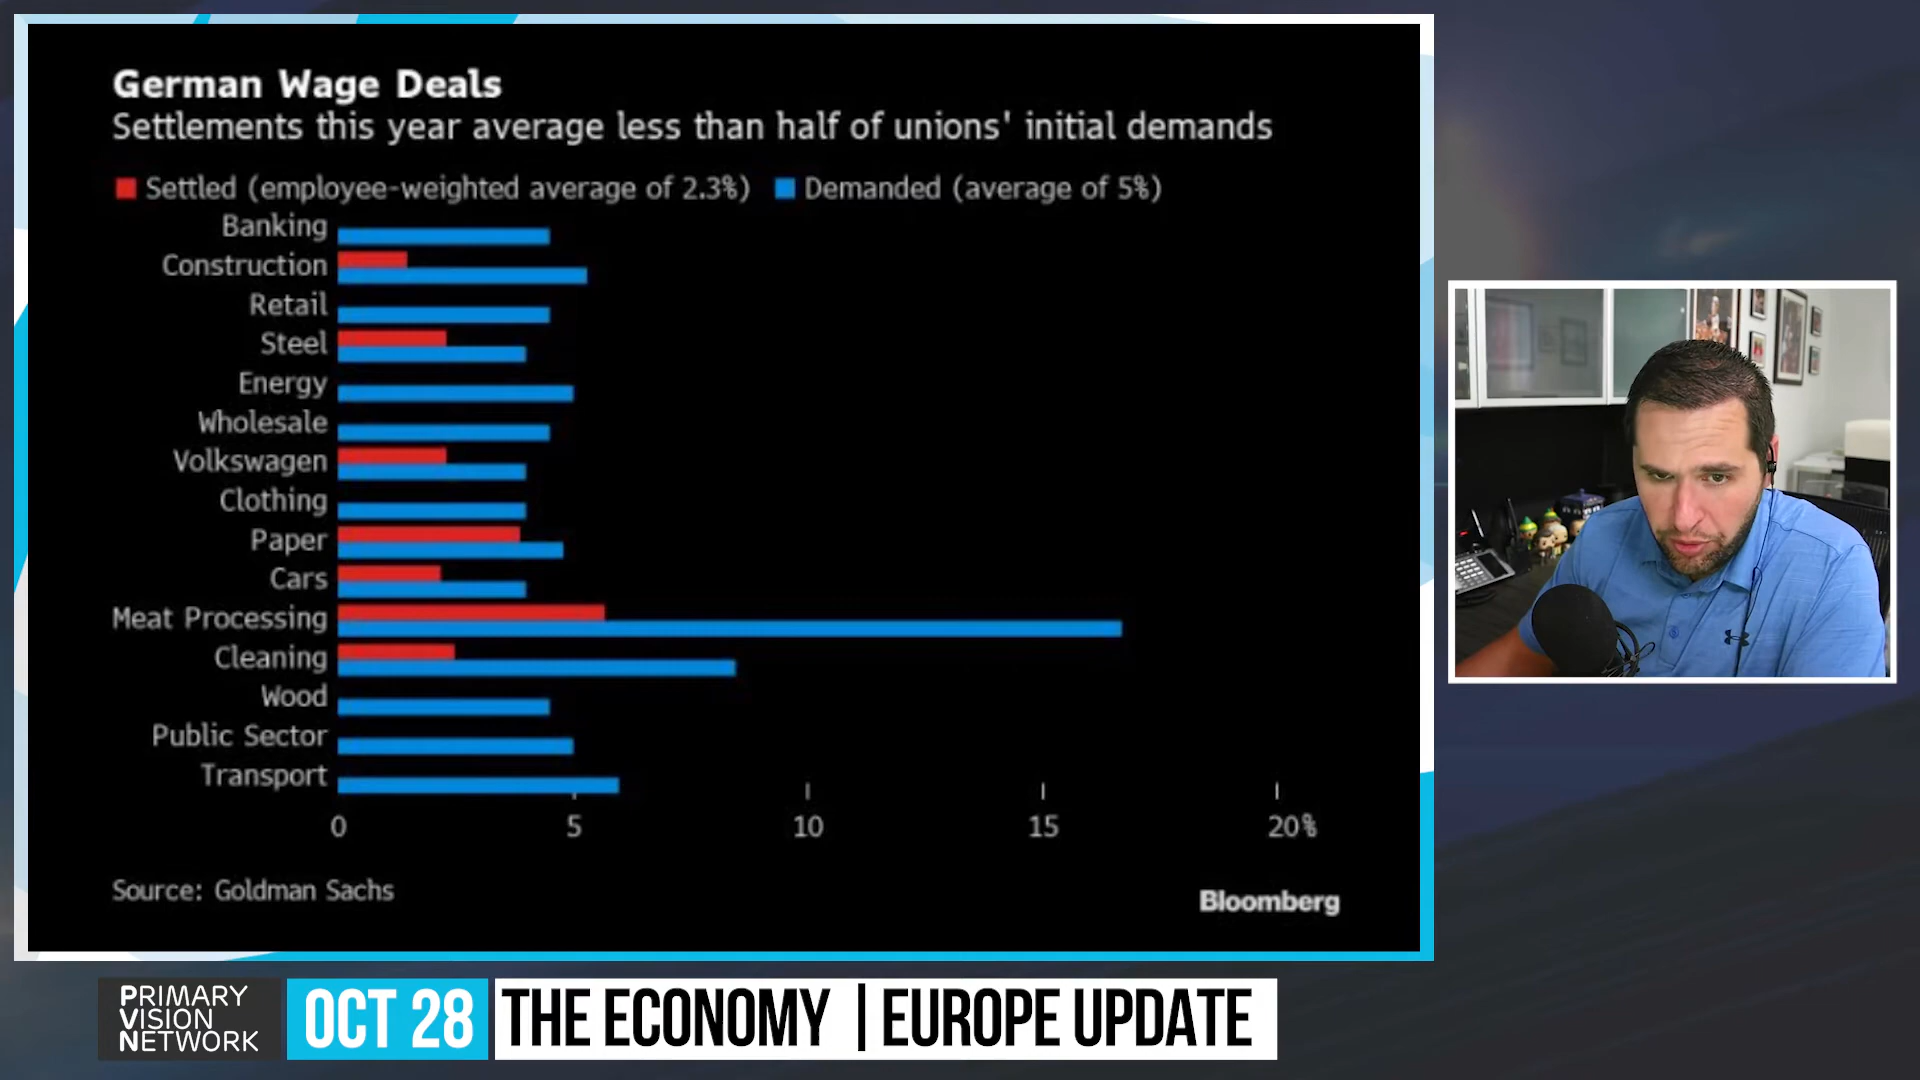 German Wage Deals
Settlements this year average less than half of unions' initial demands
Settled (employee-weighted average of 2.3%) Demanded (average of 5%)
Banking
Construction
Retail
Steel
Energy
Wholesale
Volkswagen
Clothing
Paper
Cars
Meat Processing
Cleaning
Wood
Public Sector
Transport
0 5 10 15 20%
Source: Goldman Sachs
Bloomberg
PRIMARY
VISION
NETWORK
OCT 28
THE ECONOMY | EUROPE UPDATE